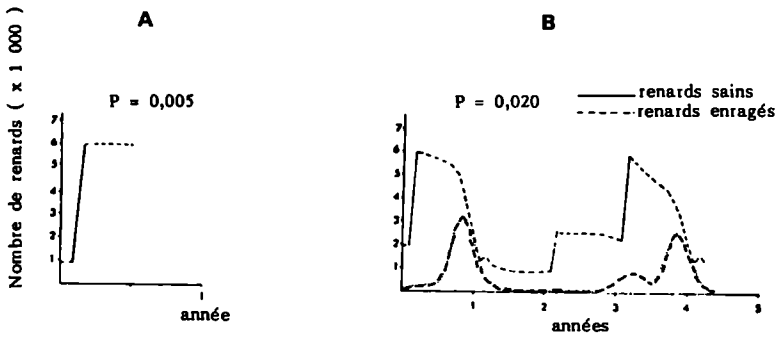 A
B
P = 0,005
P = 0,020
renards sains
renards enragés
Nombre de renards ( x 1 000 )
7
6
5
4
3
2
1
1
année
7
6
5
4
3
2
1
1 2 3 4 5
années